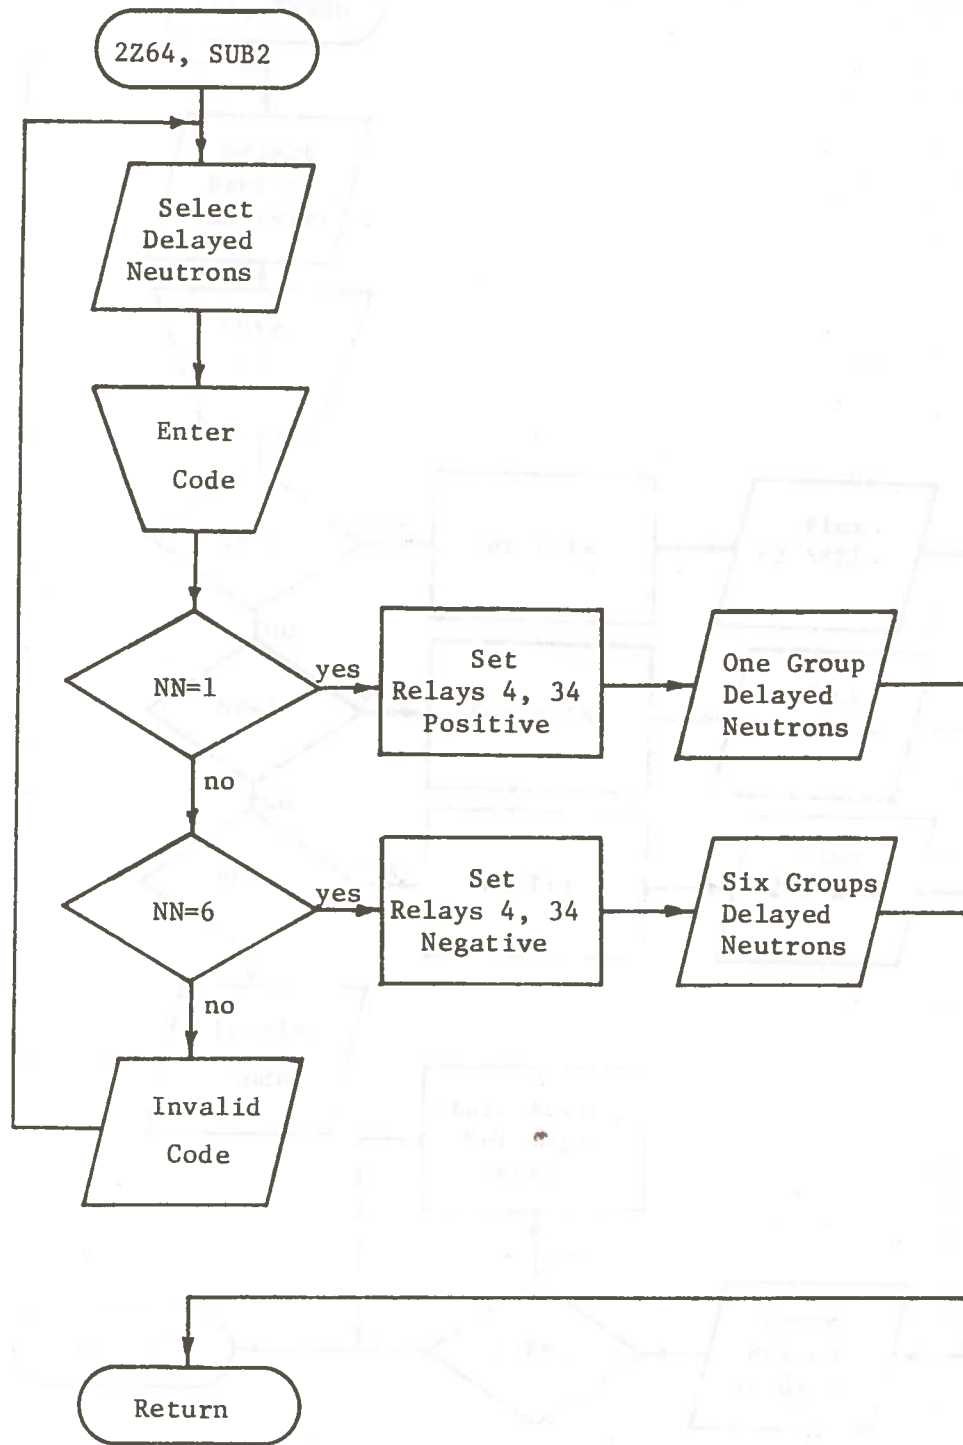 2Z64, SUB2
Select
Delayed
Neutrons
Enter
Code
NN=1
yes
Set
Relays 4, 34
Positive
One Group
Delayed
Neutrons
no
NN=6
yes
Set
Relays 4, 34
Negative
Six Groups
Delayed
Neutrons
no
Invalid
Code
Return